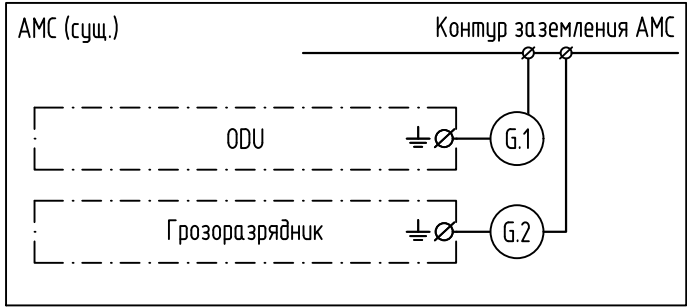 АМС (сущ.)
Контур заземления АМС
ODU
G.1
Грозоразрядник
G.2